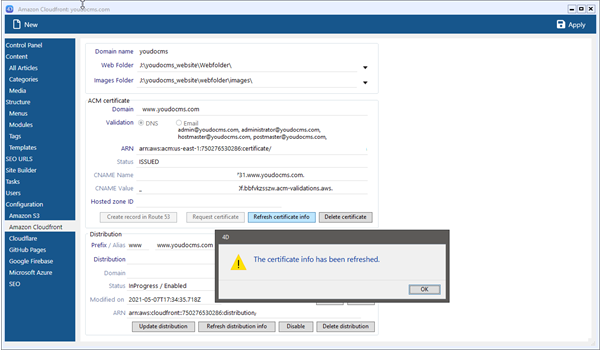 Amazon Cloudfront: youdocms.com
New
Apply
Control Panel
Content
All Articles
Categories
Media
Structure
Menus
Modules
Tags
SEO URLS
Site Builder
Tasks
Users
Configuration
Amazon S3
Amazon Cloudfront
Cloudflare
GitHub Pages
Google Firebase
Microsoft Azure
SEO
Domain name youdocms
Web Folder J:\youdocms_website\Webfolder\
Images Folder J:\youdocms_website\webfolder\images\
ACM certificate
Domain www.youdocms.com
Validation DNS Email
admin@youdocms.com, administrator@youdocms.com,
hostmaster@youdocms.com, postmaster@youdocms.com,
ARN arn:aws:acm:us-east-1:750276530286:certificate/
Status ISSUED
CNAME Name 31.www.youdocms.com.
CNAME Value _ f.bbfvkzsszw.acm-validations.aws.
Hosted zone ID
Create record in Route 53 Request certificate Refresh certificate info Delete certificate
Distribution
Prefix / Alias www www.youdocms.com
Distribution
Domain
Status InProgress / Enabled
Modified on 2021-05-07T17:34:35.718Z
ARN arn:aws:cloudfront::750276530286:distribution/
Update distribution Refresh distribution info Disable Delete distribution
4D
The certificate info has been refreshed.
OK